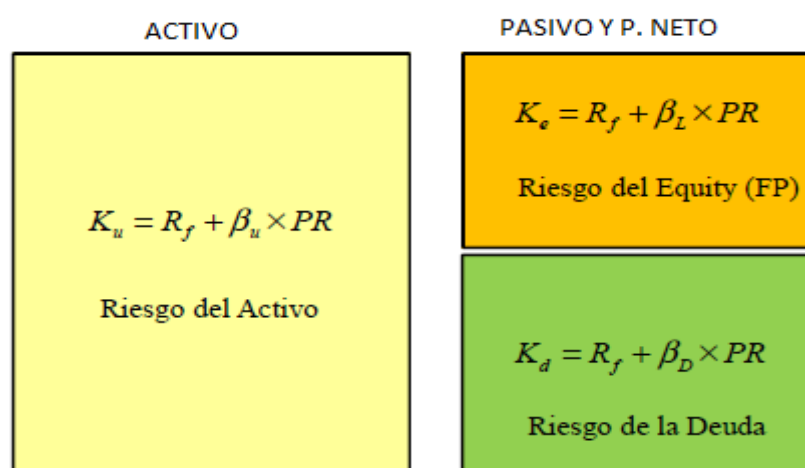 ACTIVO
K_u = R_f + β_u × PR
Riesgo del Activo
PASIVO Y P. NETO
K_e = R_f + β_L × PR
Riesgo del Equity (FP)
K_d = R_f + β_D × PR
Riesgo de la Deuda